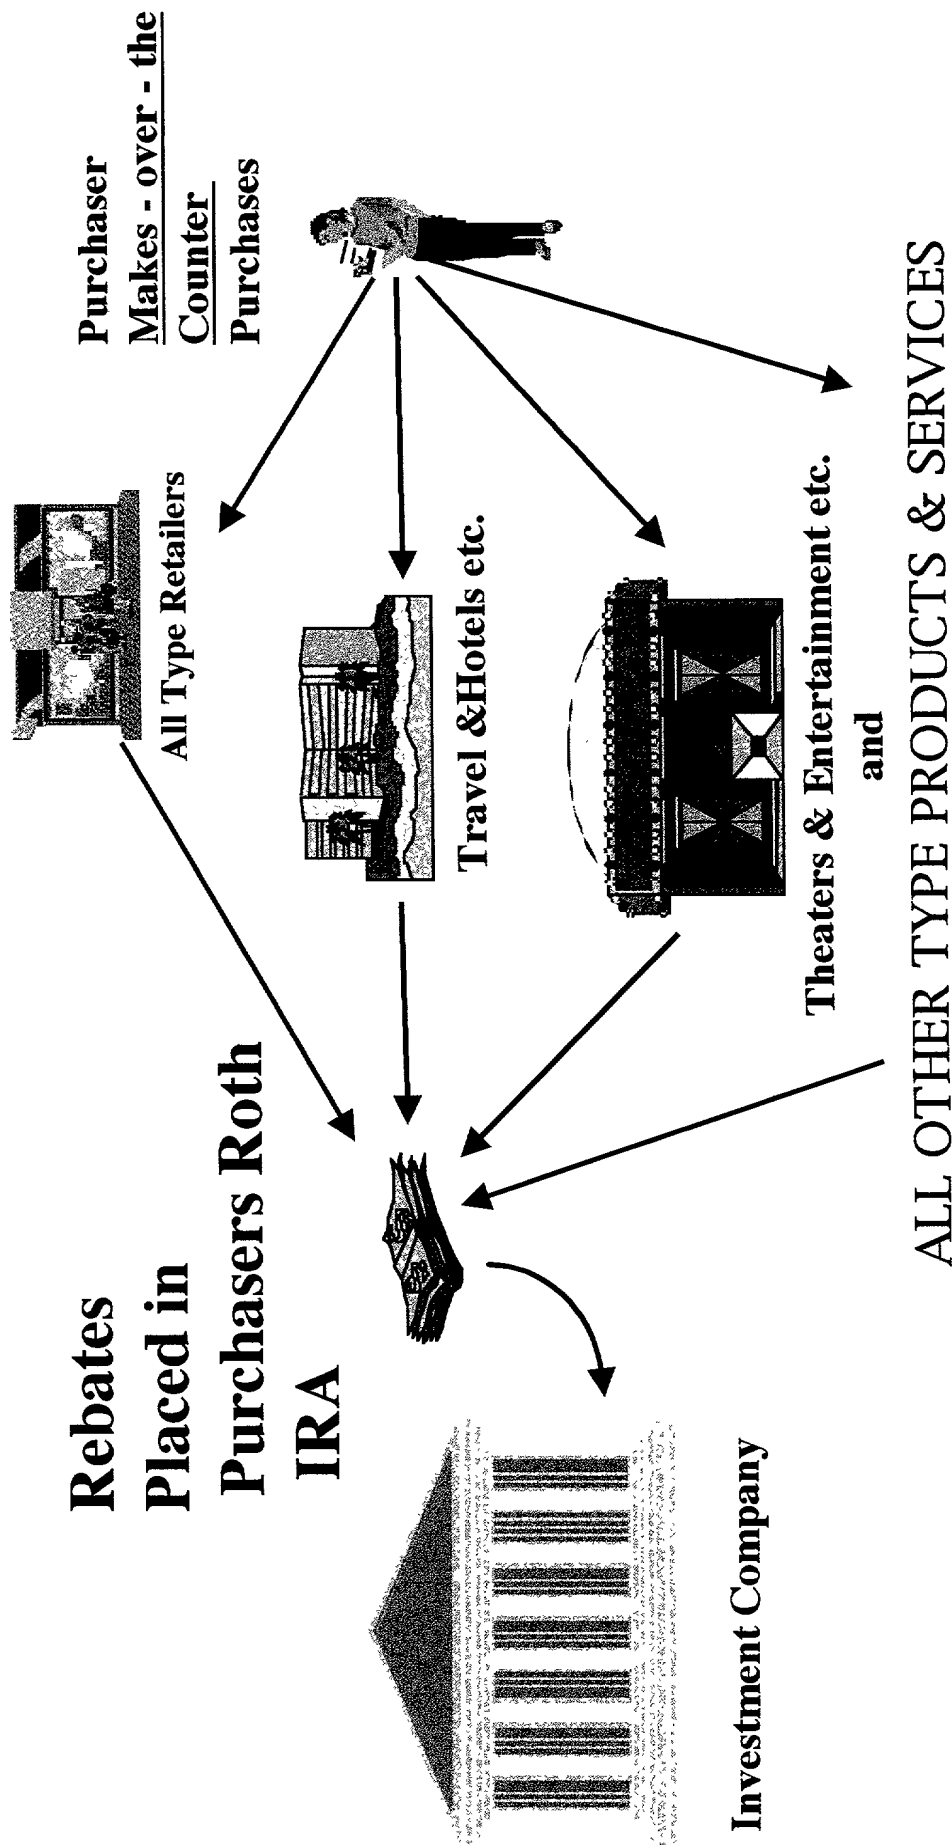 Rebates
Placed in
Purchasers Roth
IRA
Purchaser
Makes - over - the
Counter
Purchases
All Type Retailers
Travel &Hotels etc.
Investment Company
Theaters & Entertainment etc.
and
ALL OTHER TYPE PRODUCTS & SERVICES